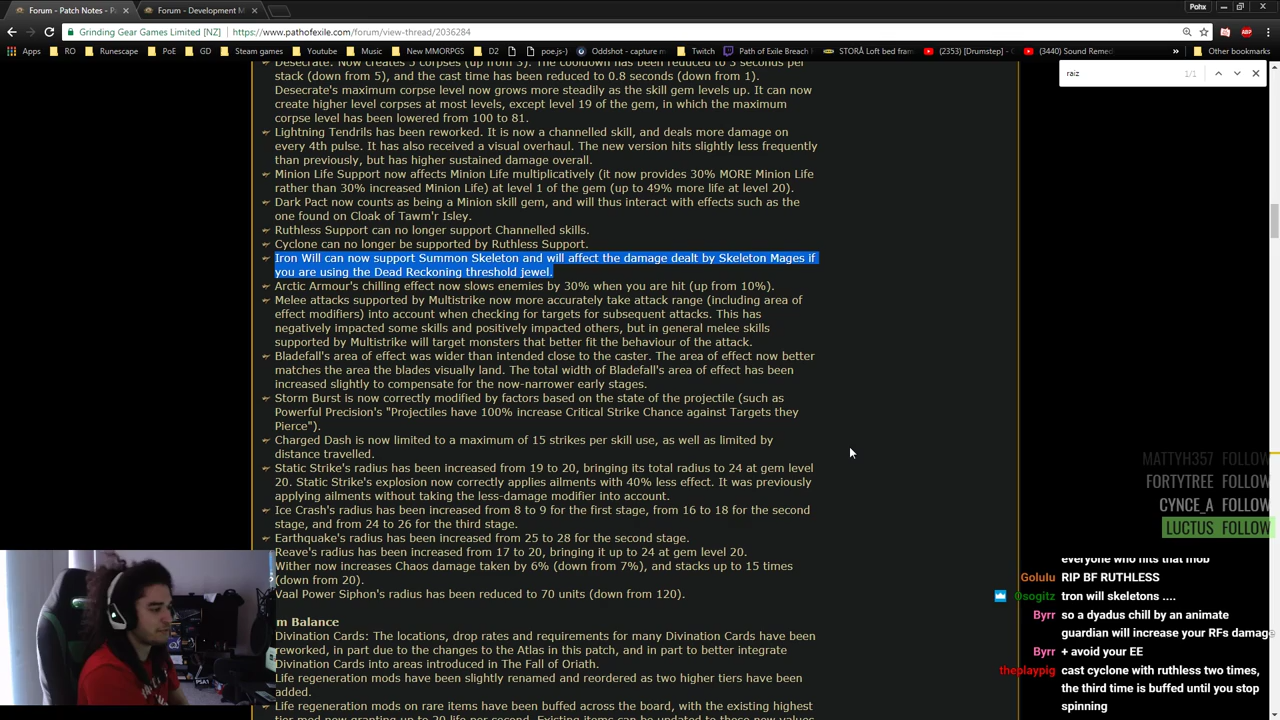 Forum - Patch Notes - P
Forum - Development M
Pohx
Grinding Gear Games Limited [NZ]
https://www.pathofexile.com/forum/view-thread/2036284
Apps
RO
Runescape
PoE
GD
Steam games
Youtube
Music
New MMORPGS
D2
poe.js-)
Oddshot - capture m
Twitch
Path of Exile Breach
STORÅ Loft bed fram
(2353) [Drumstep] —
(3440) Sound Remed
Other bookmarks
raiz
1/1
Desecrate: Now creates 5 corpses (up from 3). The cooldown has been reduced to 3 seconds per
stack (down from 5), and the cast time has been reduced to 0.8 seconds (down from 1).
Desecrate's maximum corpse level now grows more steadily as the skill gem levels up. It can now
create higher level corpses at most levels, except level 19 of the gem, in which the maximum
corpse level has been lowered from 100 to 81.
Lightning Tendrils has been reworked. It is now a channelled skill, and deals more damage on
every 4th pulse. It has also received a visual overhaul. The new version hits slightly less frequently
than previously, but has higher sustained damage overall.
Minion Life Support now affects Minion Life multiplicatively (it now provides 30% MORE Minion Life
rather than 30% increased Minion Life) at level 1 of the gem (up to 49% more life at level 20).
Dark Pact now counts as being a Minion skill gem, and will thus interact with effects such as the
one found on Cloak of Tawm'r Isley.
Ruthless Support can no longer support Channelled skills.
Cyclone can no longer be supported by Ruthless Support.
Iron Will can now support Summon Skeleton and will affect the damage dealt by Skeleton Mages if
you are using the Dead Reckoning threshold jewel.
Arctic Armour's chilling effect now slows enemies by 30% when you are hit (up from 10%).
Melee attacks supported by Multistrike now more accurately take attack range (including area of
effect modifiers) into account when checking for targets for subsequent attacks. This has
negatively impacted some skills and positively impacted others, but in general melee skills
supported by Multistrike will target monsters that better fit the behaviour of the attack.
Bladefall's area of effect was wider than intended close to the caster. The area of effect now better
matches the area the blades visually land. The total width of Bladefall's area of effect has been
increased slightly to compensate for the now-narrower early stages.
Storm Burst is now correctly modified by factors based on the state of the projectile (such as
Powerful Precision's "Projectiles have 100% increase Critical Strike Chance against Targets they
Pierce").
Charged Dash is now limited to a maximum of 15 strikes per skill use, as well as limited by
distance travelled.
Static Strike's radius has been increased from 19 to 20, bringing its total radius to 24 at gem level
20. Static Strike's explosion now correctly applies ailments with 40% less effect. It was previously
applying ailments without taking the less-damage modifier into account.
Ice Crash's radius has been increased from 8 to 9 for the first stage, from 16 to 18 for the second
stage, and from 24 to 26 for the third stage.
Earthquake's radius has been increased from 25 to 28 for the second stage.
Reave's radius has been increased from 17 to 20, bringing it up to 24 at gem level 20.
Wither now increases Chaos damage taken by 6% (down from 7%), and stacks up to 15 times
(down from 20).
Vaal Power Siphon's radius has been reduced to 70 units (down from 120).
m Balance
Divination Cards: The locations, drop rates and requirements for many Divination Cards have been
reworked, in part due to the changes to the Atlas in this patch, and in part to better integrate
Divination Cards into areas introduced in The Fall of Oriath.
Life regeneration mods have been slightly renamed and reordered as two higher tiers have been
added.
Life regeneration mods on rare items have been buffed across the board, with the existing highest
tier mod now granting up to 20 life per second. Existing items can be updated to these new values
MATTYH357 FOLLOW
FORTYTREE FOLLOW
CYNCE_A FOLLOW
LUCTUS FOLLOW
everyone who hits that mob
Golulu RIP BF RUTHLESS
Osogitz tron will skeletons ....
Byrr so a dyadus chill by an animate
guardian will increase your RFs damage
Byrr + avoid your EE
theplaypig cast cyclone with ruthless two times,
the third time is buffed until you stop
spinning